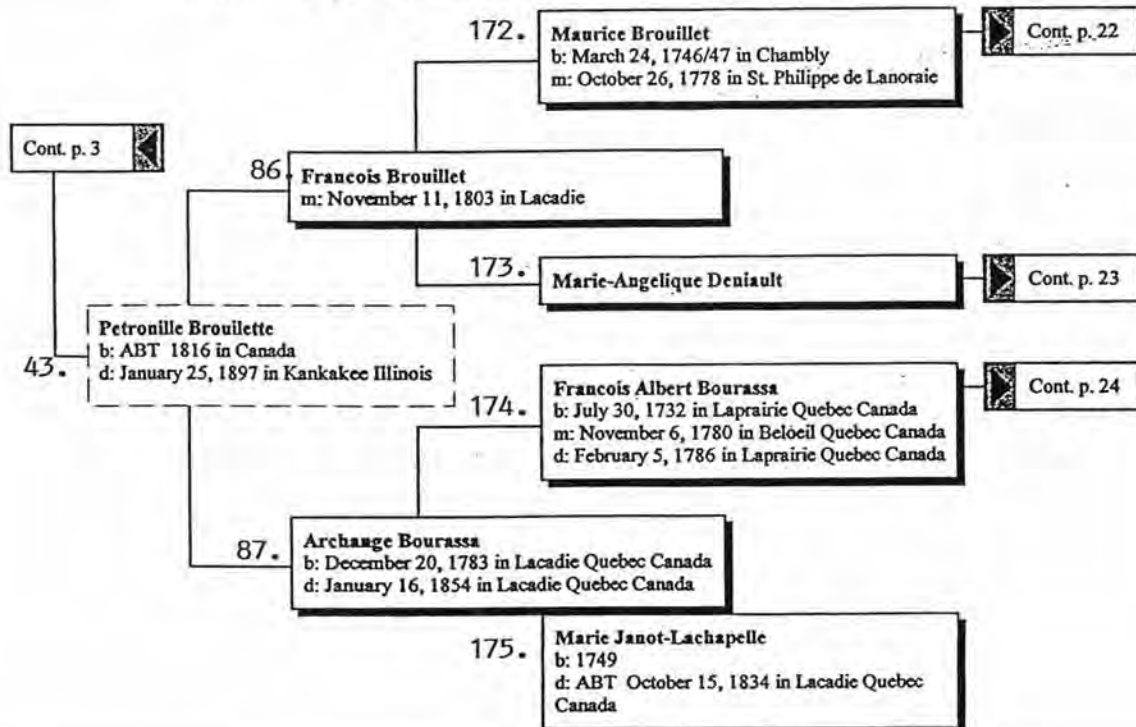 172.
Maurice Brouillet
b: March 24, 1746/47 in Chambly
m: October 26, 1778 in St. Philippe de Lanoraie
Cont. p. 22
Cont. p. 3
86.
Francois Brouillet
m: November 11, 1803 in Lacadie
173.
Marie-Angelique Deniault
Cont. p. 23
43.
Petronille Brouilette
b: ABT 1816 in Canada
d: January 25, 1897 in Kankakee Illinois
174.
Francois Albert Bourassa
b: July 30, 1732 in Laprairie Quebec Canada
m: November 6, 1780 in Beloeil Quebec Canada
d: February 5, 1786 in Laprairie Quebec Canada
Cont. p. 24
87.
Archange Bourassa
b: December 20, 1783 in Lacadie Quebec Canada
d: January 16, 1854 in Lacadie Quebec Canada
175.
Marie Janot-Lachapelle
b: 1749
d: ABT October 15, 1834 in Lacadie Quebec
Canada